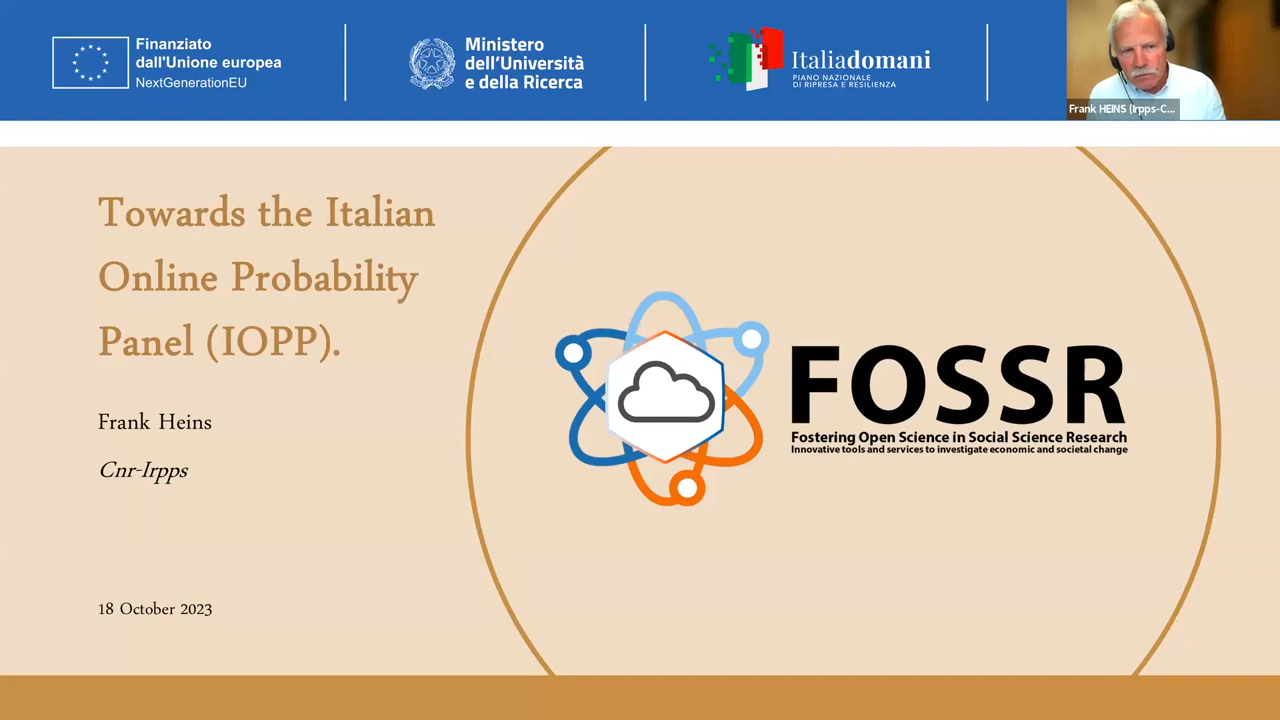 Finanziato
dall'Unione europea
NextGenerationEU
Ministero
dell'Università
e della Ricerca
Italiadomani
PIANO NAZIONALE
DI RIPRESA E RESILIENZA
Frank HEINS (Irpps-C...
Towards the Italian
Online Probability
Panel (IOPP).
Frank Heins
Cnr-Irpps
18 October 2023
FOSSR
Fostering Open Science in Social Science Research
Innovative tools and services to investigate economic and societal change